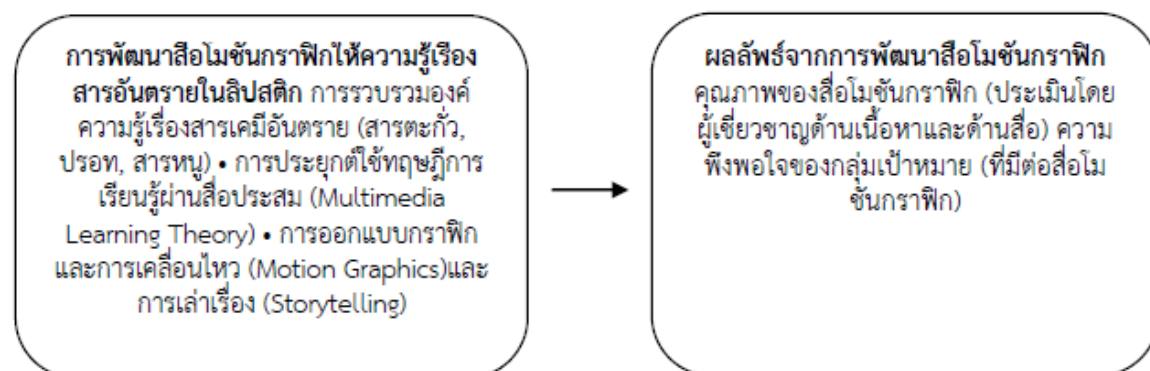 การพัฒนาสื่อโมชันกราฟิกให้ความรู้เรื่อง
สารอันตรายในลิปสติก การรวบรวมองค์
ความรู้เรื่องสารเคมีอันตราย (สารตะกั่ว,
ปรอท, สารหนู) • การประยุกต์ใช้ทฤษฎีการ
เรียนรู้ผ่านสื่อประสม (Multimedia
Learning Theory) • การออกแบบกราฟิก
และการเคลื่อนไหว (Motion Graphics)และ
การเล่าเรื่อง (Storytelling)
ผลลัพธ์จากการพัฒนาสื่อโมชันกราฟิก
คุณภาพของสื่อโมชันกราฟิก (ประเมินโดย
ผู้เชี่ยวชาญด้านเนื้อหาและด้านสื่อ) ความ
พึงพอใจของกลุ่มเป้าหมาย (ที่มีต่อสื่อโม
ชันกราฟิก)